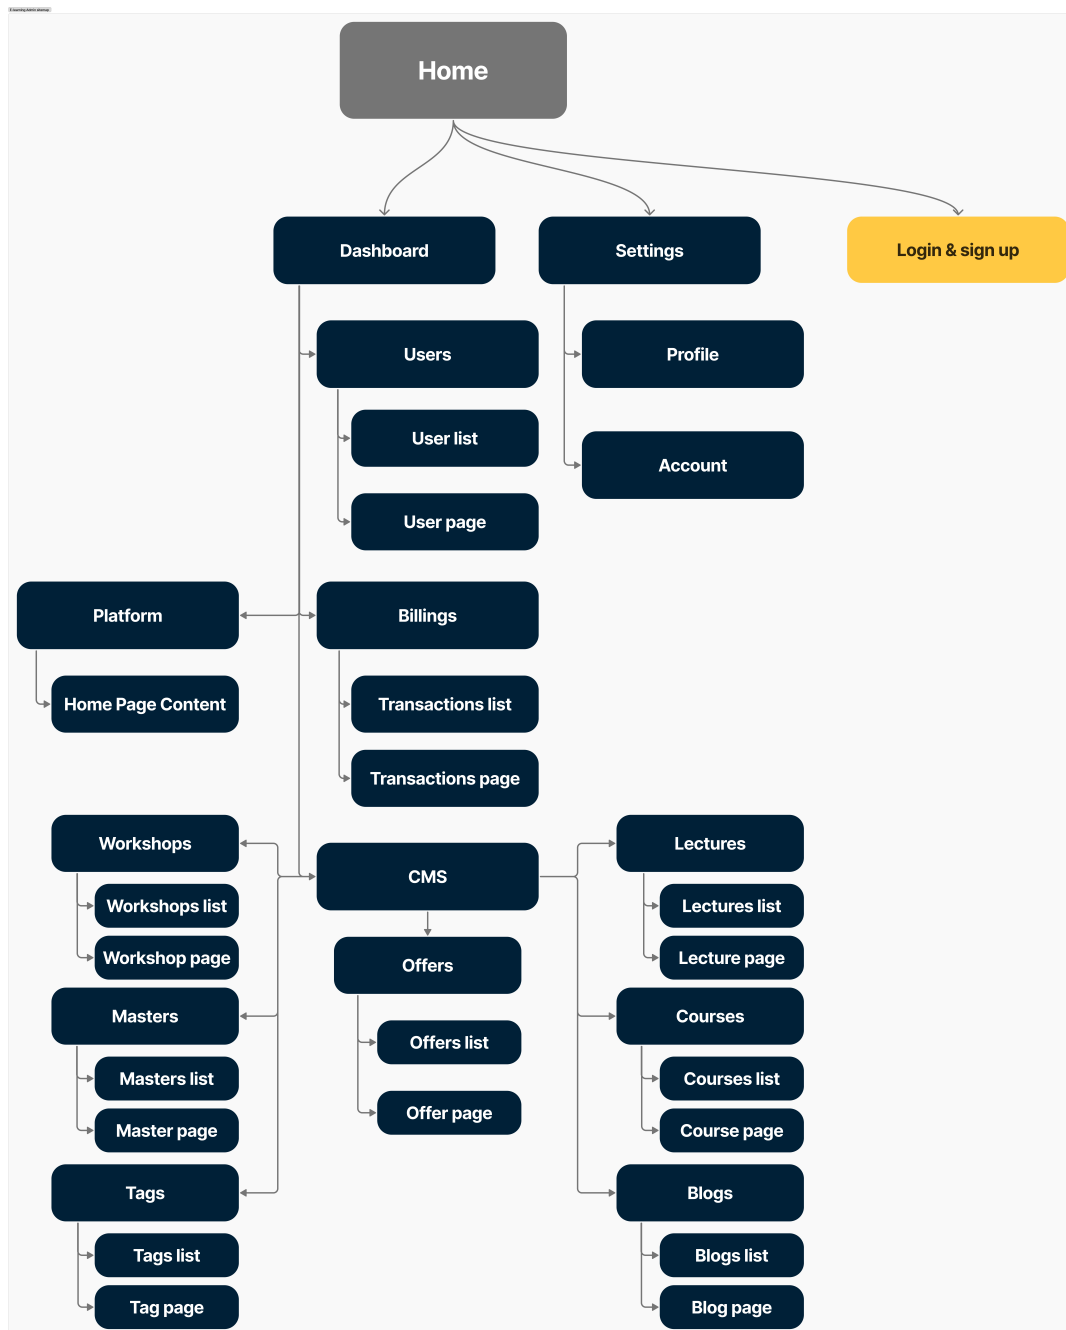 E-learning Admin sitemap
Home
Dashboard
Settings
Login & sign up
Users
Profile
User list
Account
User page
Platform
Billings
Home Page Content
Transactions list
Transactions page
Workshops
CMS
Lectures
Workshops list
Lectures list
Workshop page
Offers
Lecture page
Masters
Courses
Offers list
Masters list
Courses list
Offer page
Master page
Course page
Tags
Blogs
Tags list
Blogs list
Tag page
Blog page